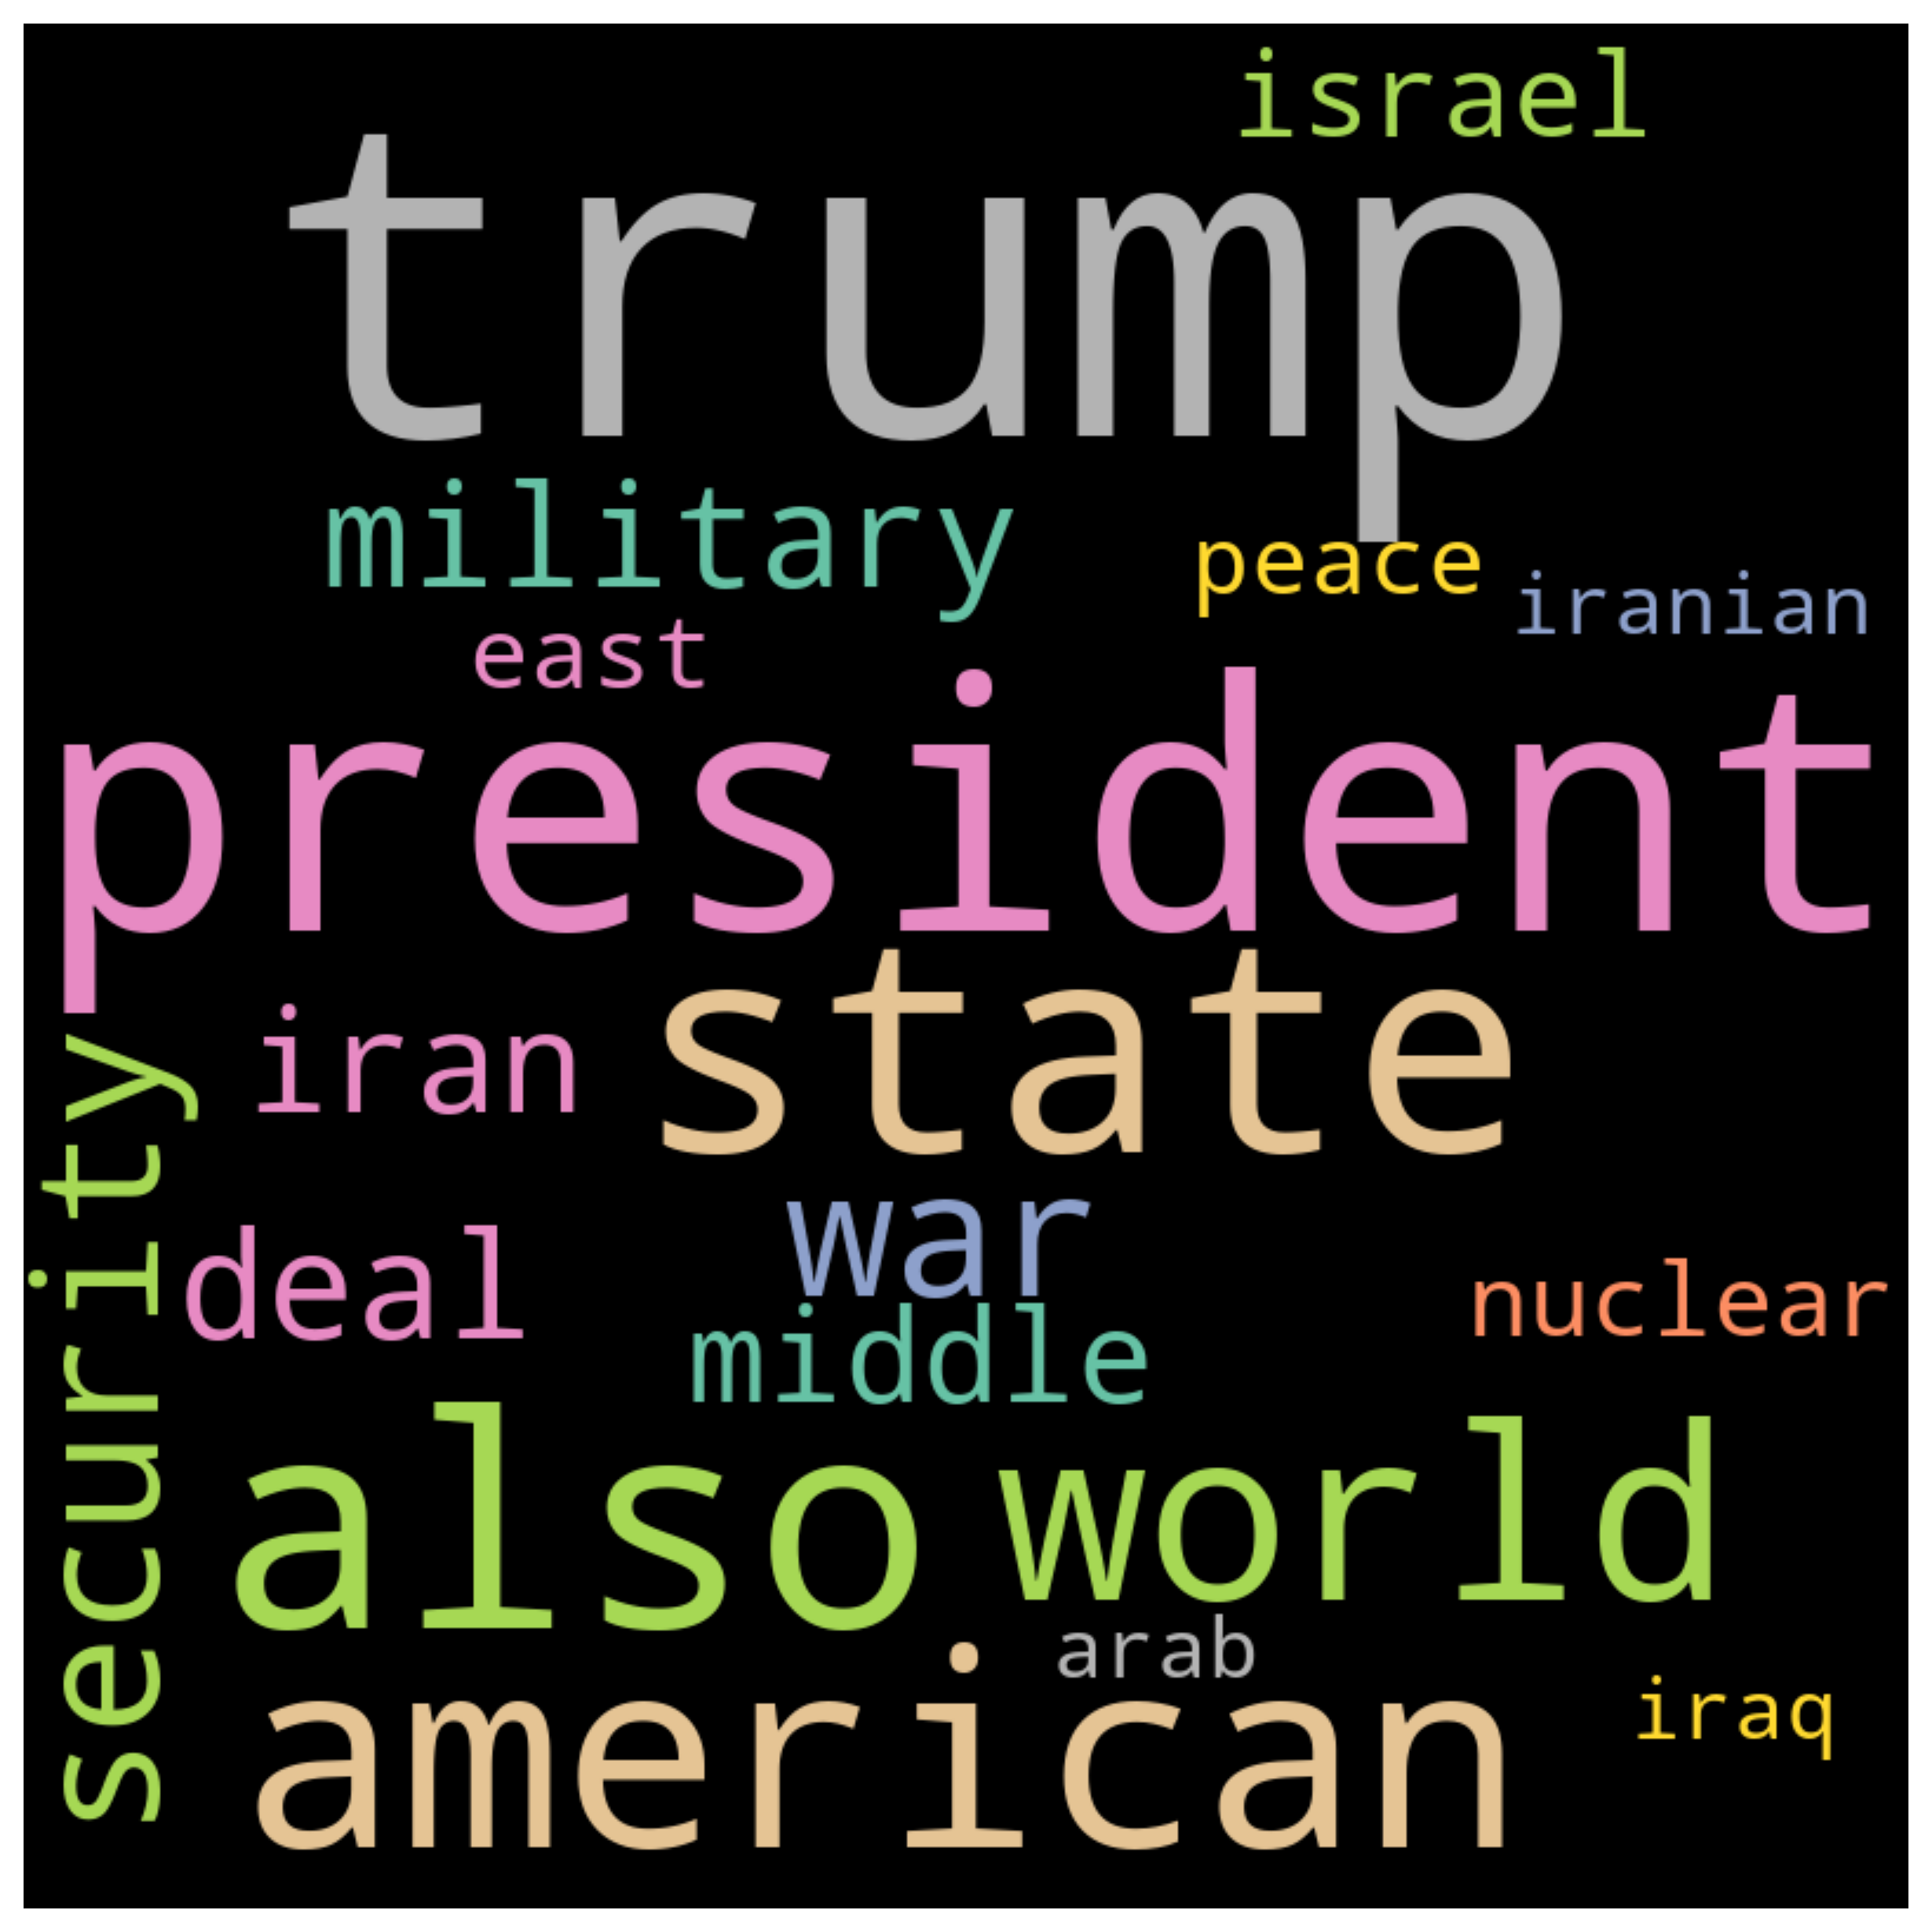 israel
trump
military
peace
iranian
east
president
state
iran
security
war
deal
nuclear
middle
also
world
arab
american
iraq